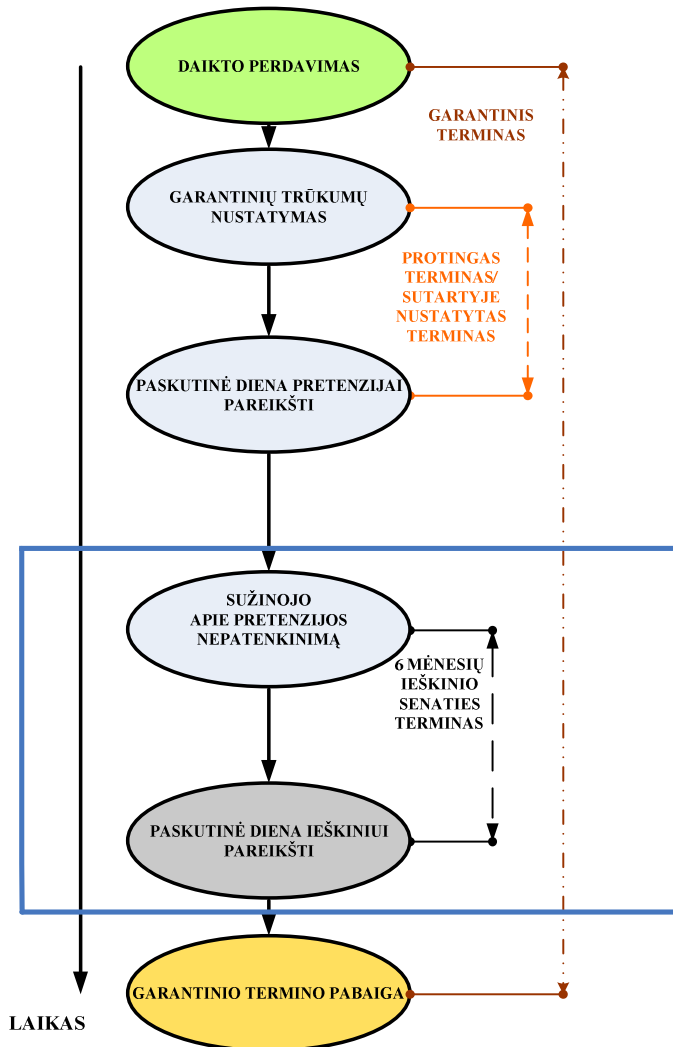 DAIKTO PERDAVIMAS
GARANTINIS
TERMINAS
GARANTINIŲ TRŪKUMŲ
NUSTATYMAS
PROTINGAS
TERMINAS/
SUTARTYJE
NUSTATYTAS
TERMINAS
PASKUTINĖ DIENA PRETENZIJAI
PAREIKŠTI
SUŽINOJO
APIE PRETENZIJOS
NEPATENKINIMĄ
6 MĖNESIŲ
IEŠKINIO
SENATIES
TERMINAS
PASKUTINĖ DIENA IEŠKINIUI
PAREIKŠTI
GARANTINIO TERMINO PABAIGA
LAIKAS